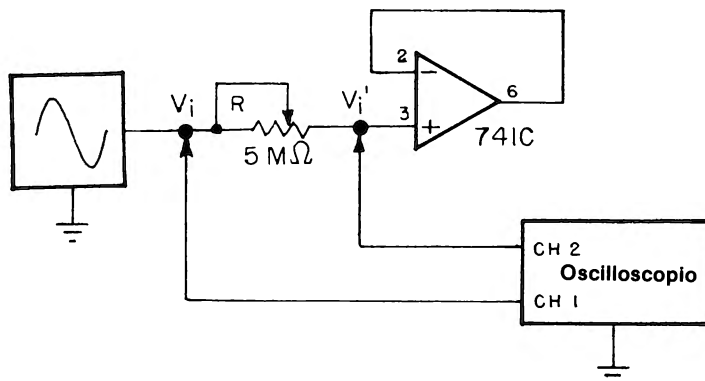 2
−
6
Vi
R
Vi'
3
+
5 MΩ
741C
CH 2
Oscilloscopio
CH 1